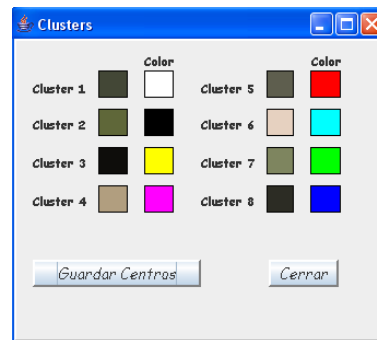 Clusters
Color Color
Cluster 1 Cluster 5
Cluster 2 Cluster 6
Cluster 3 Cluster 7
Cluster 4 Cluster 8
Guardar Centros Cerrar